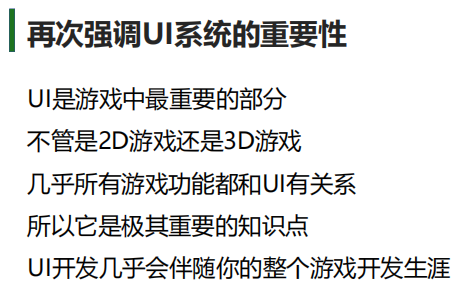 再次强调UI系统的重要性
UI是游戏中最重要的部分
不管是2D游戏还是3D游戏
几乎所有游戏功能都和UI有关系
所以它是极其重要的知识点
UI开发几乎会伴随你的整个游戏开发生涯